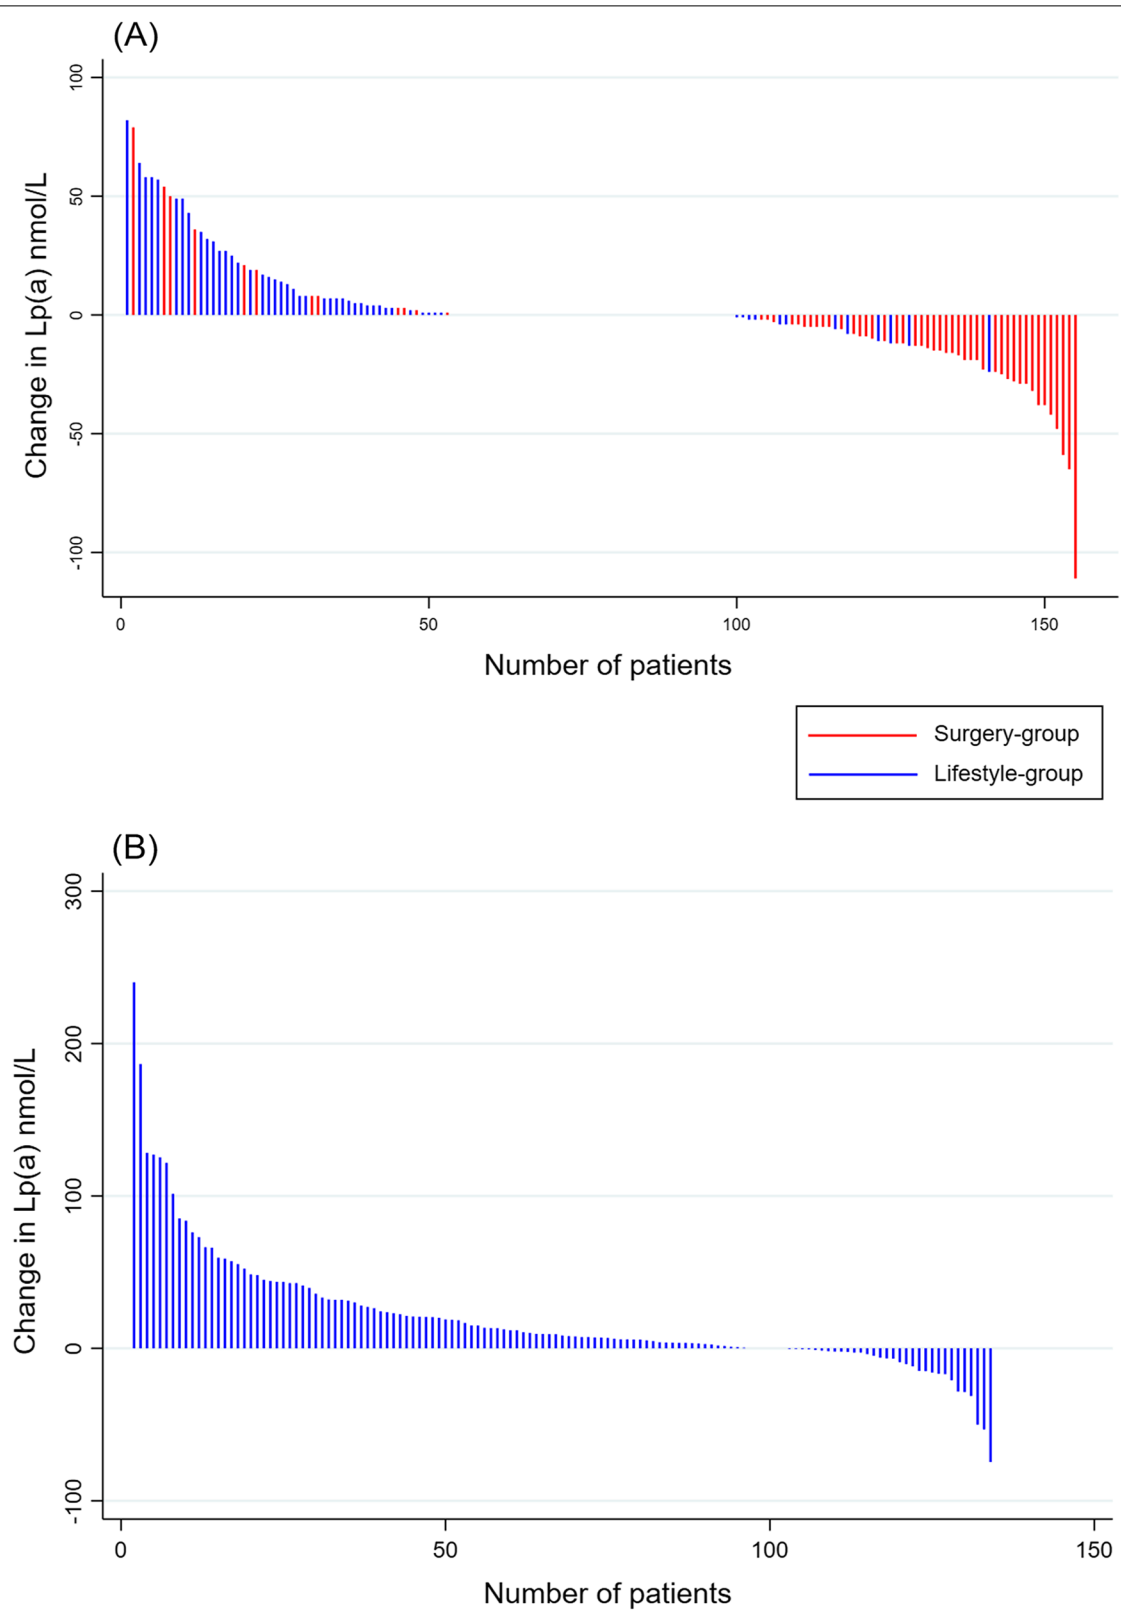 (A)
100
50
0
-50
-100
Change in Lp(a) nmol/L
0 50 100 150
Number of patients
Surgery-group
Lifestyle-group
(B)
300
200
100
0
-100
Change in Lp(a) nmol/L
0 50 100 150
Number of patients